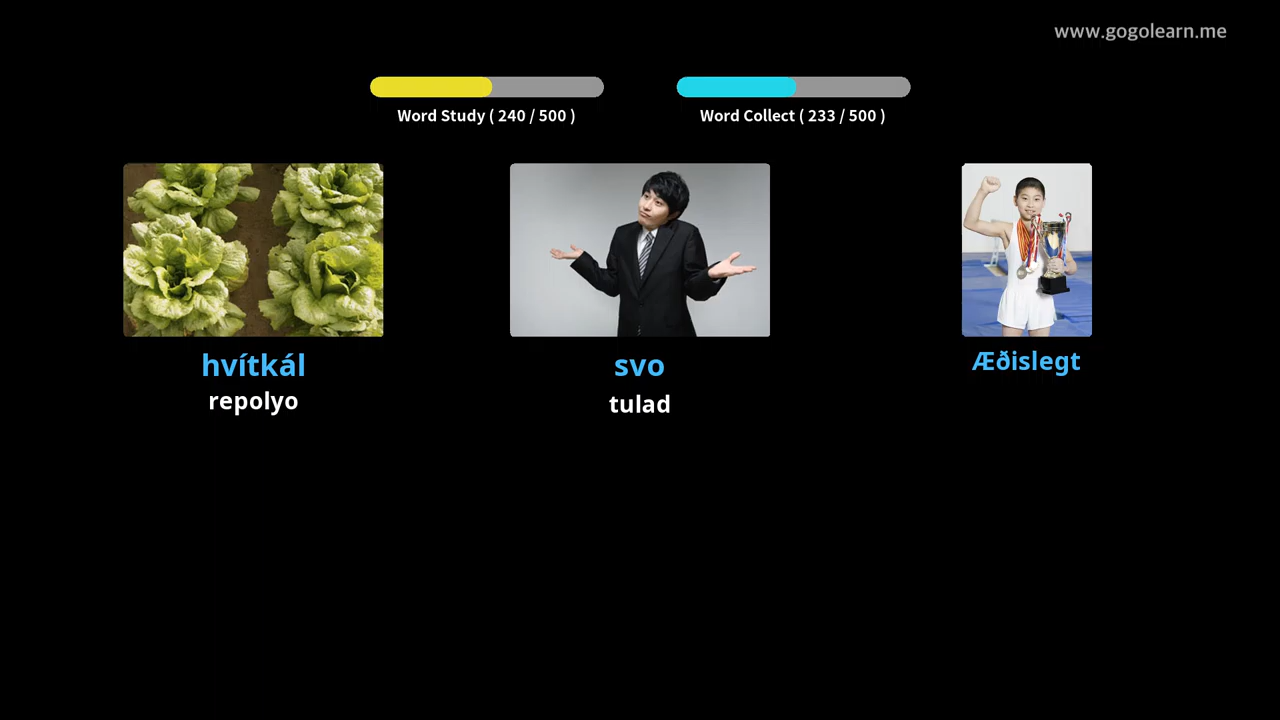 www.gogolearn.me
Word Study ( 240 / 500 )
Word Collect ( 233 / 500 )
hvítkál
repolyo
svo
tulad
Æðislegt